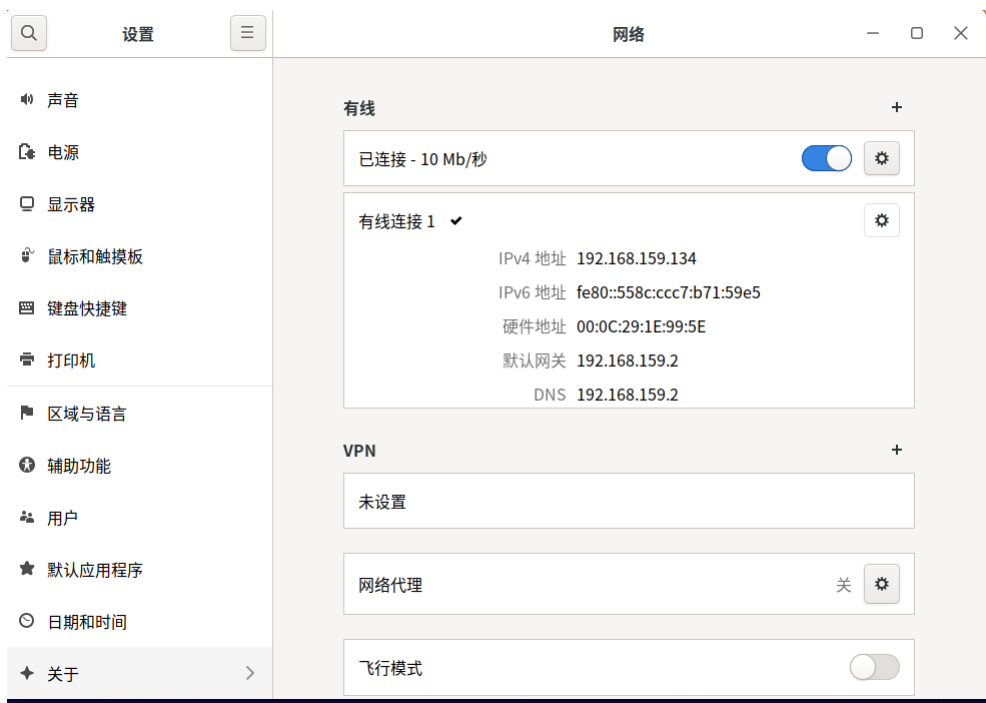 设置
网络
声音
电源
显示器
鼠标和触摸板
键盘快捷键
打印机
区域与语言
辅助功能
用户
默认应用程序
日期和时间
关于
有线
已连接 - 10 Mb/秒
有线连接 1
IPv4 地址 192.168.159.134
IPv6 地址 fe80::558c:ccc7:b71:59e5
硬件地址 00:0C:29:1E:99:5E
默认网关 192.168.159.2
DNS 192.168.159.2
VPN
未设置
网络代理 关
飞行模式